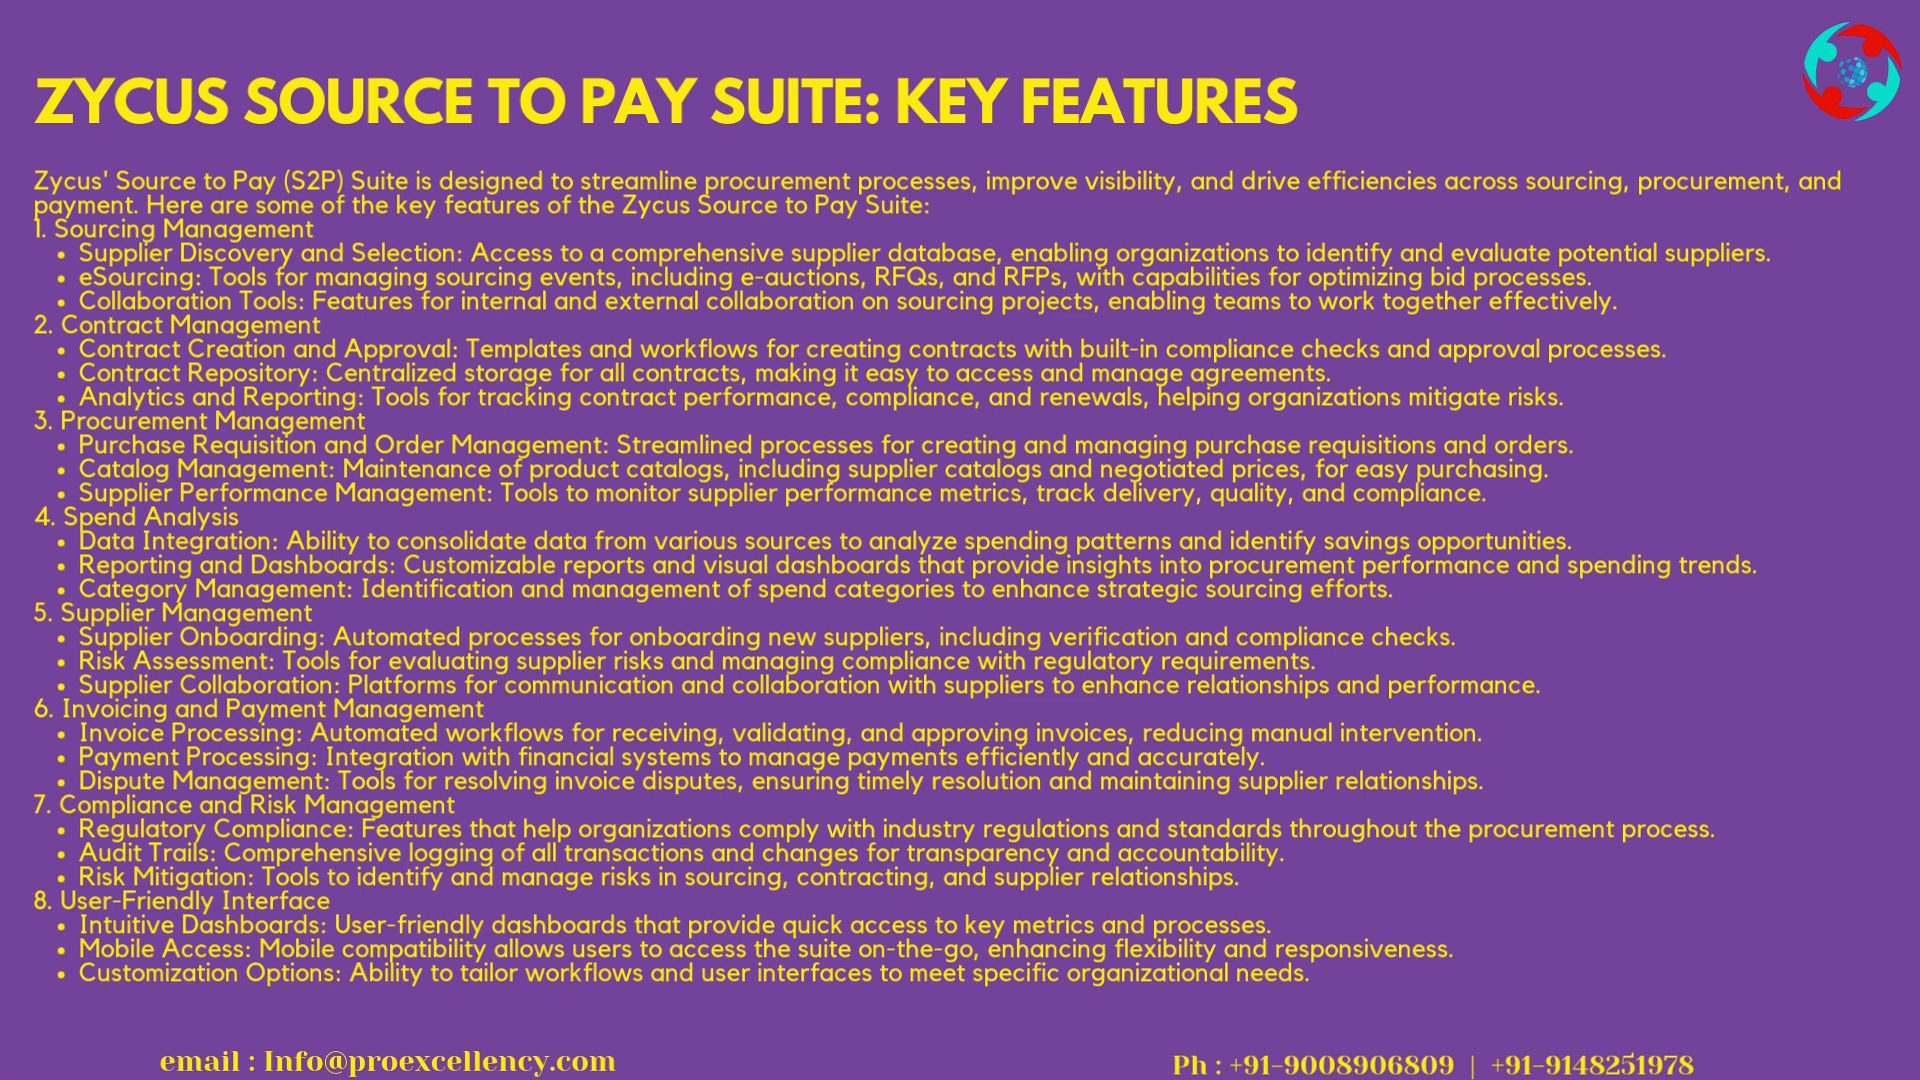 ZYCUS SOURCE TO PAY SUITE: KEY FEATURES
Zycus' Source to Pay (S2P) Suite is designed to streamline procurement processes, improve visibility, and drive efficiencies across sourcing, procurement, and
payment. Here are some of the key features of the Zycus Source to Pay Suite:
1. Sourcing Management
• Supplier Discovery and Selection: Access to a comprehensive supplier database, enabling organizations to identify and evaluate potential suppliers.
• eSourcing: Tools for managing sourcing events, including e-auctions, RFQs, and RFPs, with capabilities for optimizing bid processes.
• Collaboration Tools: Features for internal and external collaboration on sourcing projects, enabling teams to work together effectively.
2. Contract Management
• Contract Creation and Approval: Templates and workflows for creating contracts with built-in compliance checks and approval processes.
• Contract Repository: Centralized storage for all contracts, making it easy to access and manage agreements.
• Analytics and Reporting: Tools for tracking contract performance, compliance, and renewals, helping organizations mitigate risks.
3. Procurement Management
• Purchase Requisition and Order Management: Streamlined processes for creating and managing purchase requisitions and orders.
• Catalog Management: Maintenance of product catalogs, including supplier catalogs and negotiated prices, for easy purchasing.
• Supplier Performance Management: Tools to monitor supplier performance metrics, track delivery, quality, and compliance.
4. Spend Analysis
• Data Integration: Ability to consolidate data from various sources to analyze spending patterns and identify savings opportunities.
• Reporting and Dashboards: Customizable reports and visual dashboards that provide insights into procurement performance and spending trends.
• Category Management: Identification and management of spend categories to enhance strategic sourcing efforts.
5. Supplier Management
• Supplier Onboarding: Automated processes for onboarding new suppliers, including verification and compliance checks.
• Risk Assessment: Tools for evaluating supplier risks and managing compliance with regulatory requirements.
• Supplier Collaboration: Platforms for communication and collaboration with suppliers to enhance relationships and performance.
6. Invoicing and Payment Management
• Invoice Processing: Automated workflows for receiving, validating, and approving invoices, reducing manual intervention.
• Payment Processing: Integration with financial systems to manage payments efficiently and accurately.
• Dispute Management: Tools for resolving invoice disputes, ensuring timely resolution and maintaining supplier relationships.
7. Compliance and Risk Management
• Regulatory Compliance: Features that help organizations comply with industry regulations and standards throughout the procurement process.
• Audit Trails: Comprehensive logging of all transactions and changes for transparency and accountability.
• Risk Mitigation: Tools to identify and manage risks in sourcing, contracting, and supplier relationships.
8. User-Friendly Interface
• Intuitive Dashboards: User-friendly dashboards that provide quick access to key metrics and processes.
• Mobile Access: Mobile compatibility allows users to access the suite on-the-go, enhancing flexibility and responsiveness.
• Customization Options: Ability to tailor workflows and user interfaces to meet specific organizational needs.
email : Info@proexcellency.com
Ph : +91-9008906809 | +91-9148251978